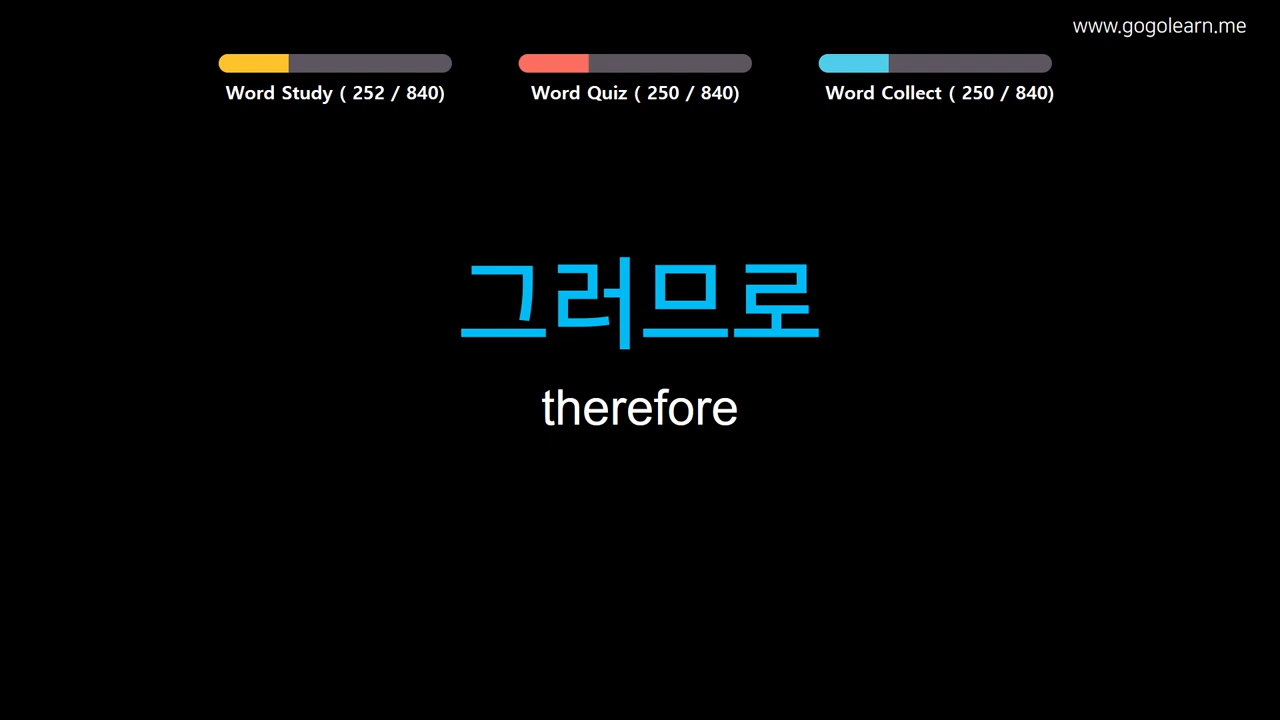 www.gogolearn.me
Word Study ( 252 / 840)
Word Quiz ( 250 / 840)
Word Collect ( 250 / 840)
그러므로
therefore